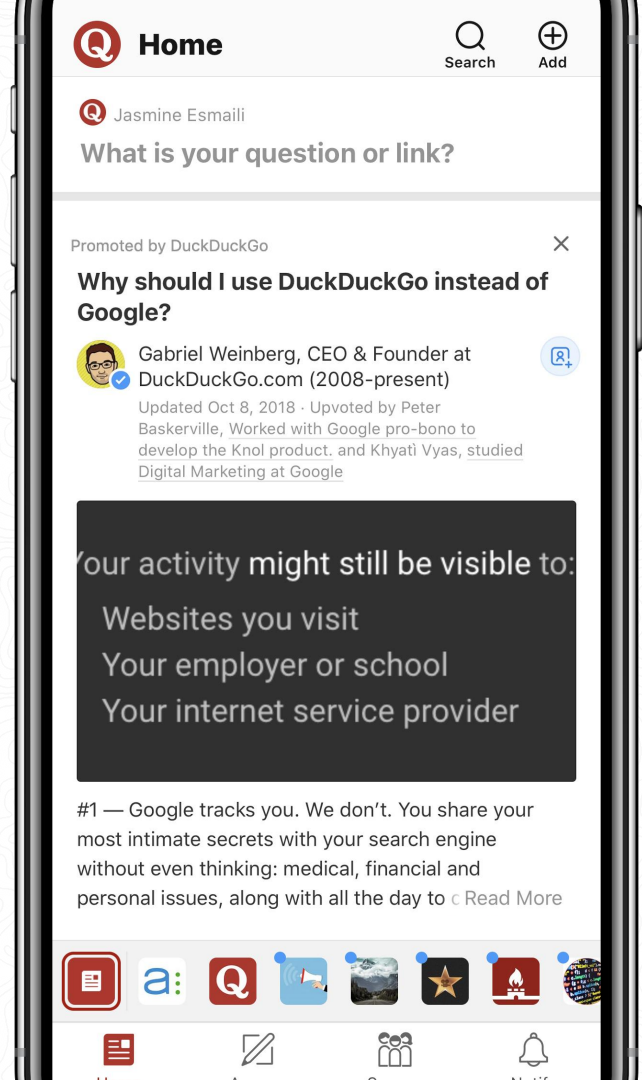 Q Home
Search
Add
Q Jasmine Esmaili
What is your question or link?
Promoted by DuckDuckGo
Why should I use DuckDuckGo instead of
Google?
Gabriel Weinberg, CEO & Founder at
DuckDuckGo.com (2008-present)
Updated Oct 8, 2018 · Upvoted by Peter
Baskerville, Worked with Google pro-bono to
develop the Knol product. and Khyatì Vyas, studied
Digital Marketing at Google
Your activity might still be visible to:
Websites you visit
Your employer or school
Your internet service provider
#1 — Google tracks you. We don’t. You share your
most intimate secrets with your search engine
without even thinking: medical, financial and
personal issues, along with all the day to Read More
a: Q